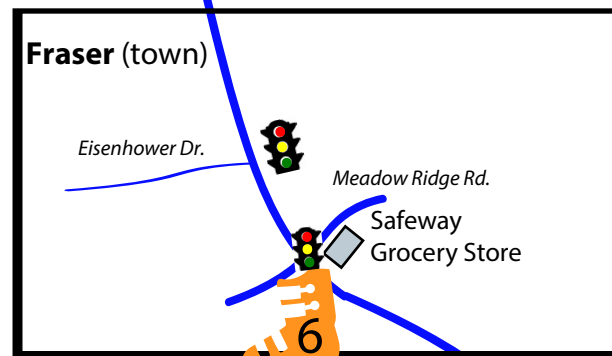 Fraser (town)
Eisenhower Dr.
Meadow Ridge Rd.
Safeway
Grocery Store
6